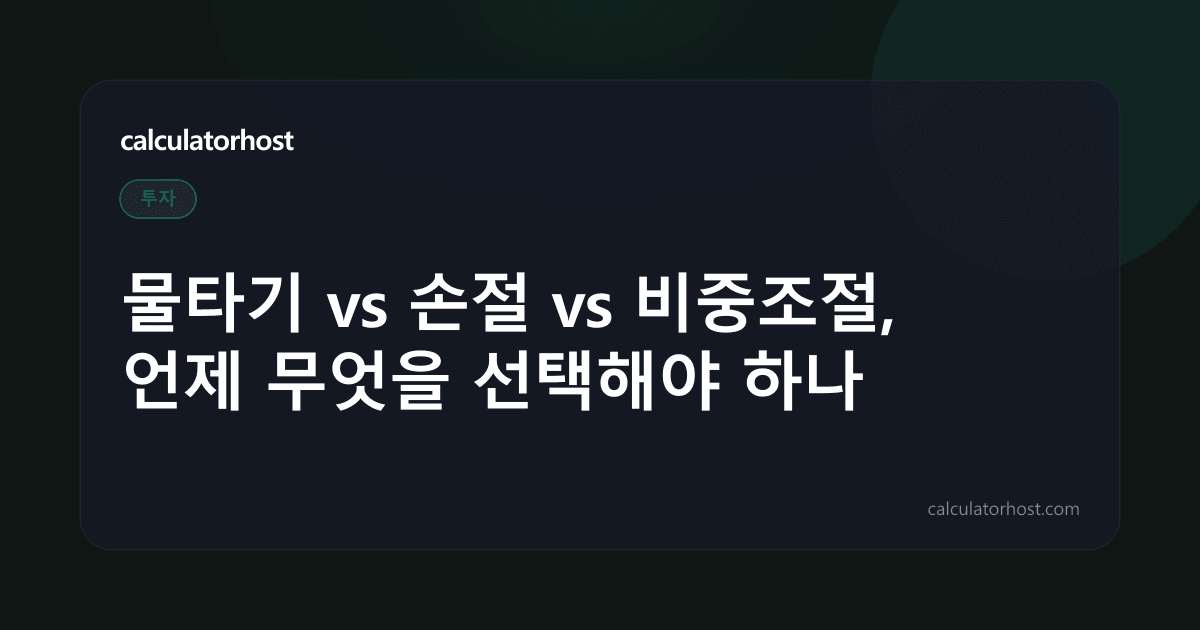 calculatorhost
투자
물타기 vs 손절 vs 비중조절,
언제 무엇을 선택해야 하나
calculatorhost.com